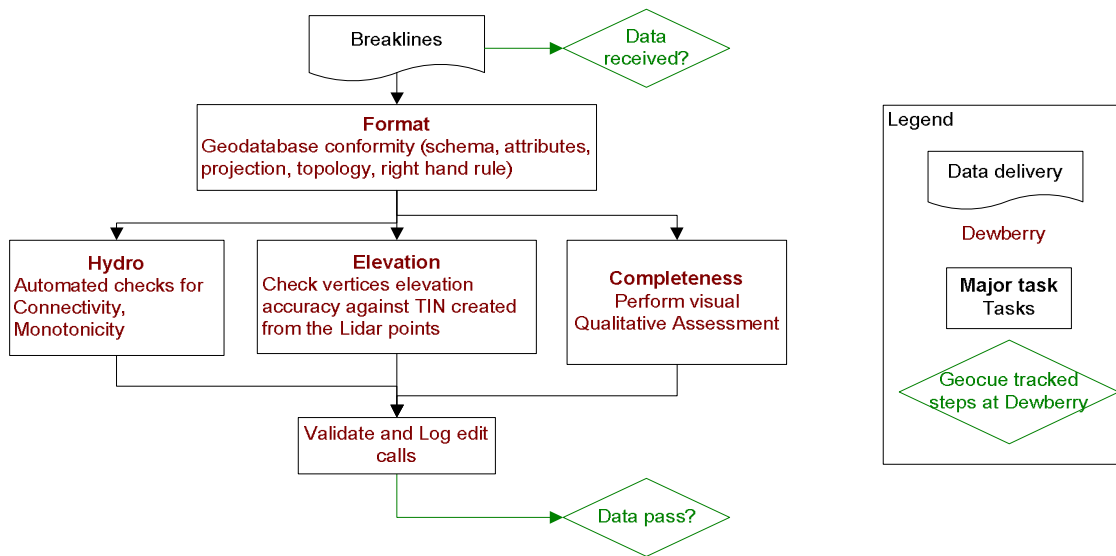 Breaklines
Data
received?
Format
Geodatabase conformity (schema, attributes,
projection, topology, right hand rule)
Hydro
Automated checks for
Connectivity,
Monotonicity
Elevation
Check vertices elevation
accuracy against TIN created
from the Lidar points
Completeness
Perform visual
Qualitative Assessment
Validate and Log edit
calls
Data pass?
Legend
Data delivery
Dewberry
Major task
Tasks
Geocue tracked
steps at Dewberry